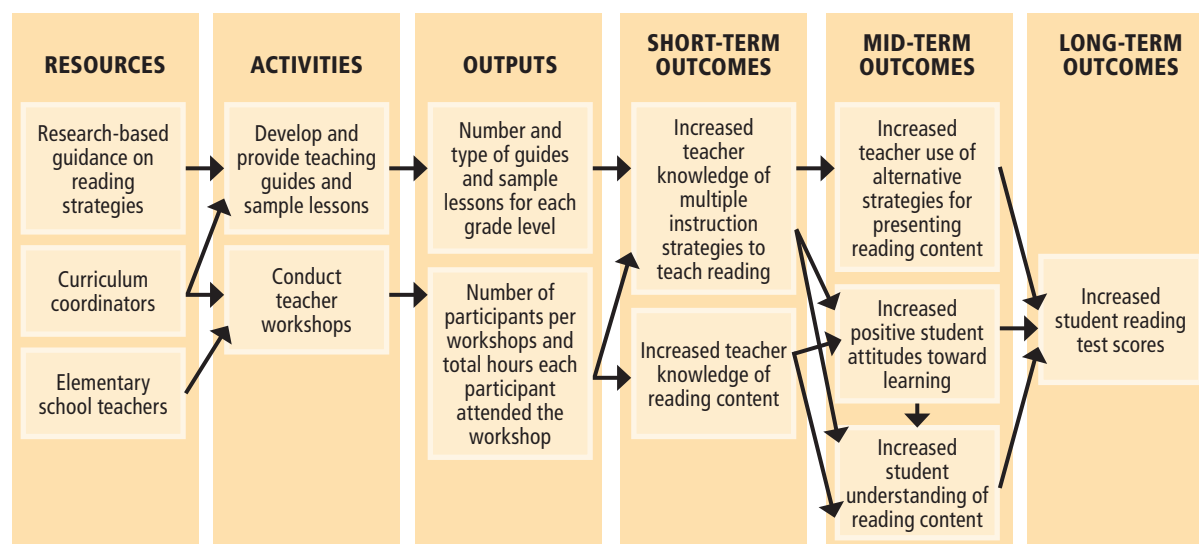 RESOURCES
Research-based
guidance on
reading
strategies
Curriculum
coordinators
Elementary
school teachers
ACTIVITIES
Develop and
provide teaching
guides and
sample lessons
Conduct
teacher
workshops
OUTPUTS
Number and
type of guides
and sample
lessons for each
grade level
Number of
participants per
workshops and
total hours each
participant
attended the
workshop
SHORT-TERM
OUTCOMES
Increased
teacher
knowledge of
multiple
instruction
strategies to
teach reading
Increased teacher
knowledge of
reading content
MID-TERM
OUTCOMES
Increased
teacher use of
alternative
strategies for
presenting
reading content
Increased
positive student
attitudes toward
learning
Increased
student
understanding of
reading content
LONG-TERM
OUTCOMES
Increased
student reading
test scores